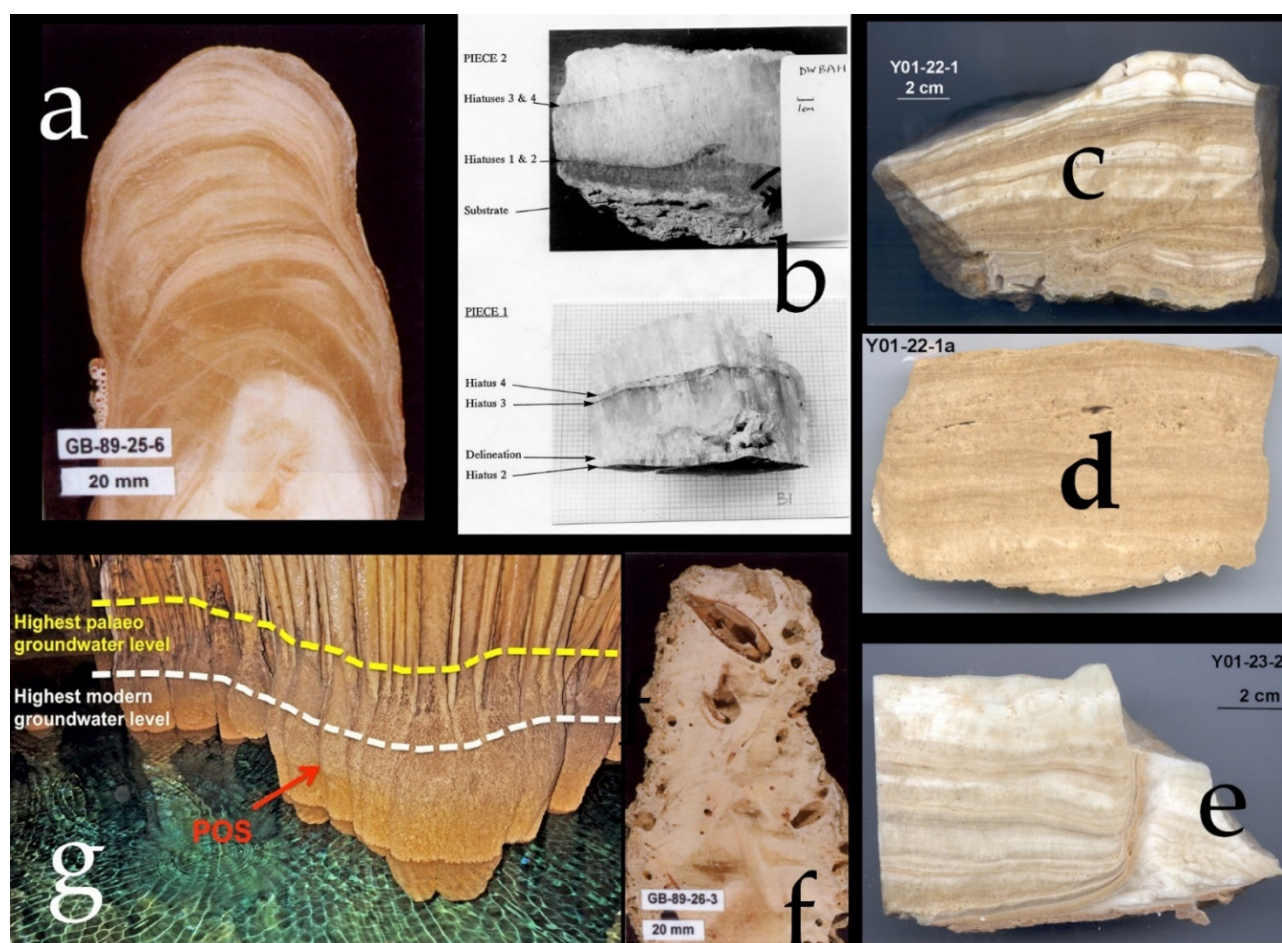 a
GB-89-25-6
20 mm
PIECE 2
Hiatuses 3 & 4
Hiatuses 1 & 2
Substrate
DWBAH
1cm
b
PIECE 1
Hiatus 4
Hiatus 3
Delineation
Hiatus 2
B1
Y01-22-1
2 cm
c
Y01-22-1a
d
Y01-23-2
2 cm
e
Highest palaeo
groundwater level
Highest modern
groundwater level
POS
g
GB-89-26-3
20 mm
f